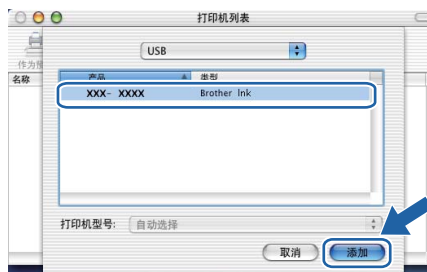 打印机列表
USB
作为预
名称
产品 类型
XXX- XXXX Brother Ink
打印机型号: 自动选择
取消 添加